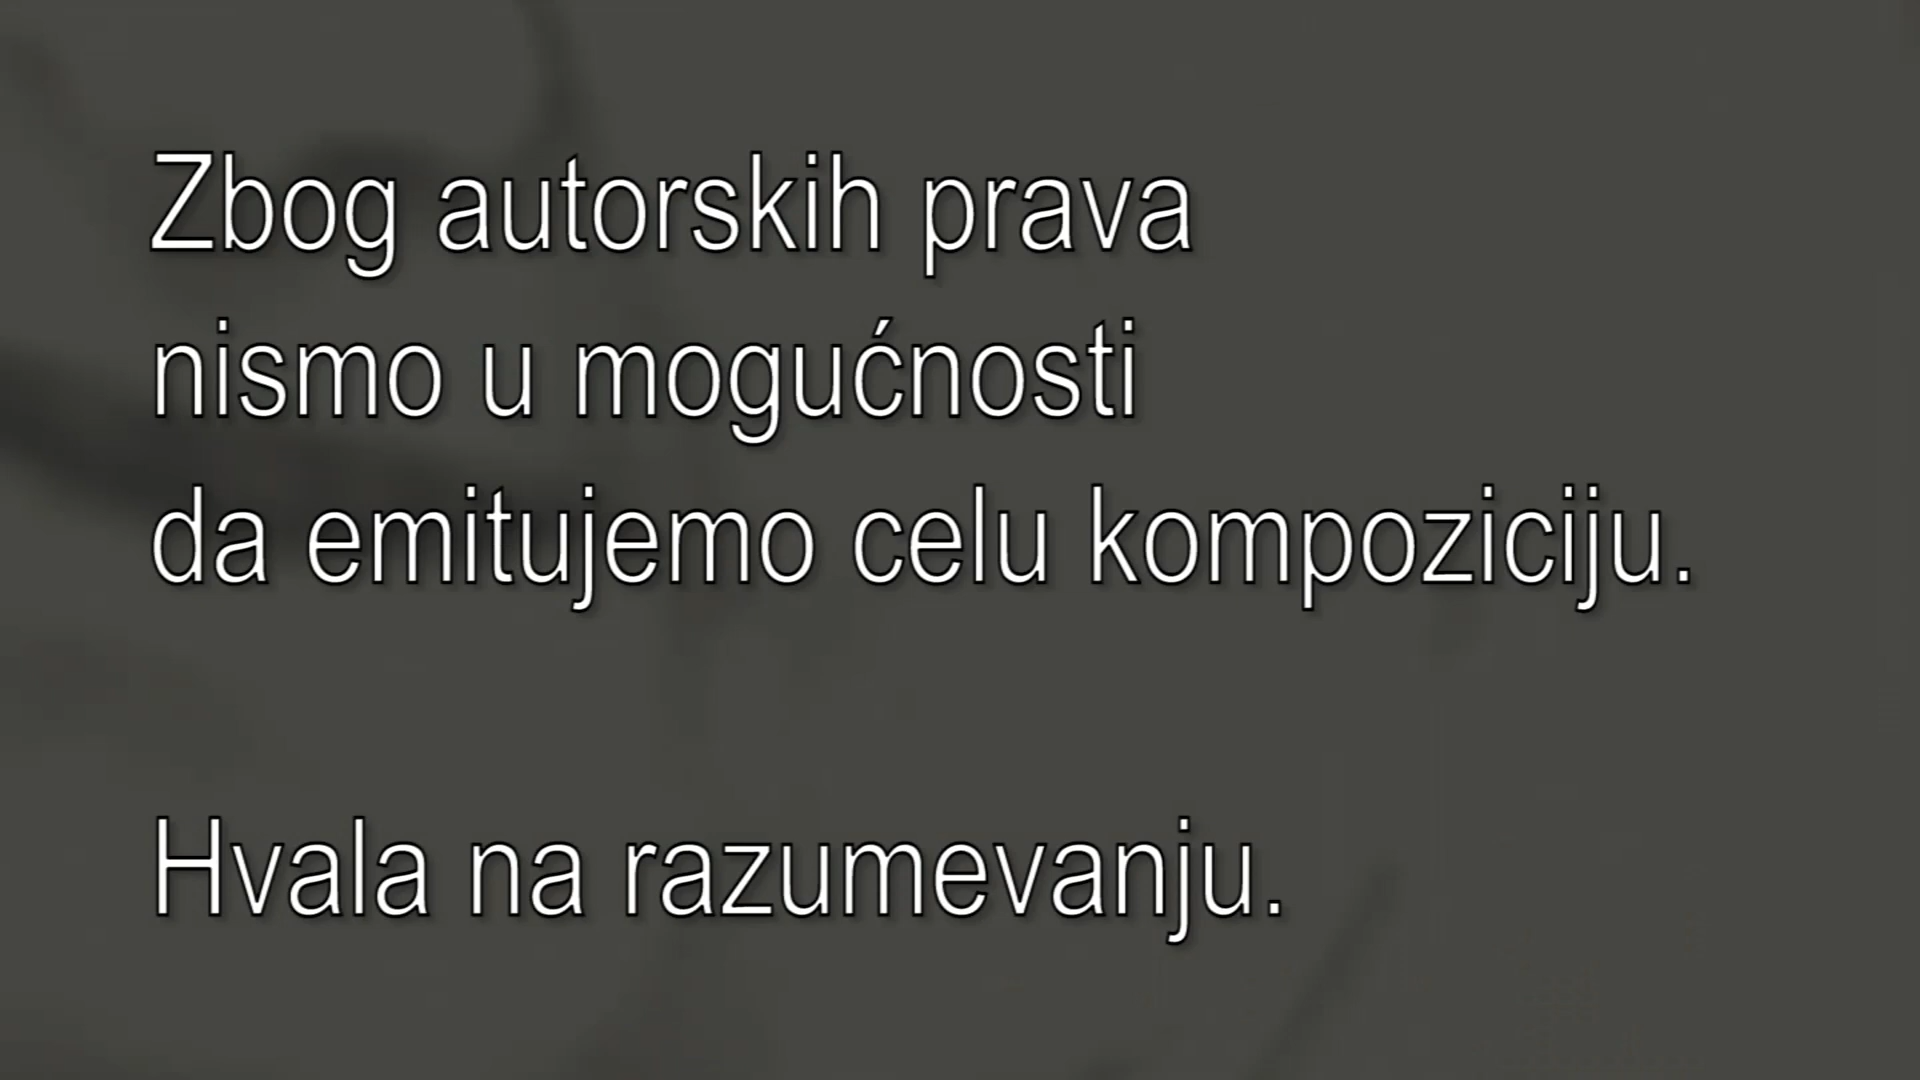 Zbog autorskih prava
nismo u mogućnosti
da emitujemo celu kompoziciju.
Hvala na razumevanju.